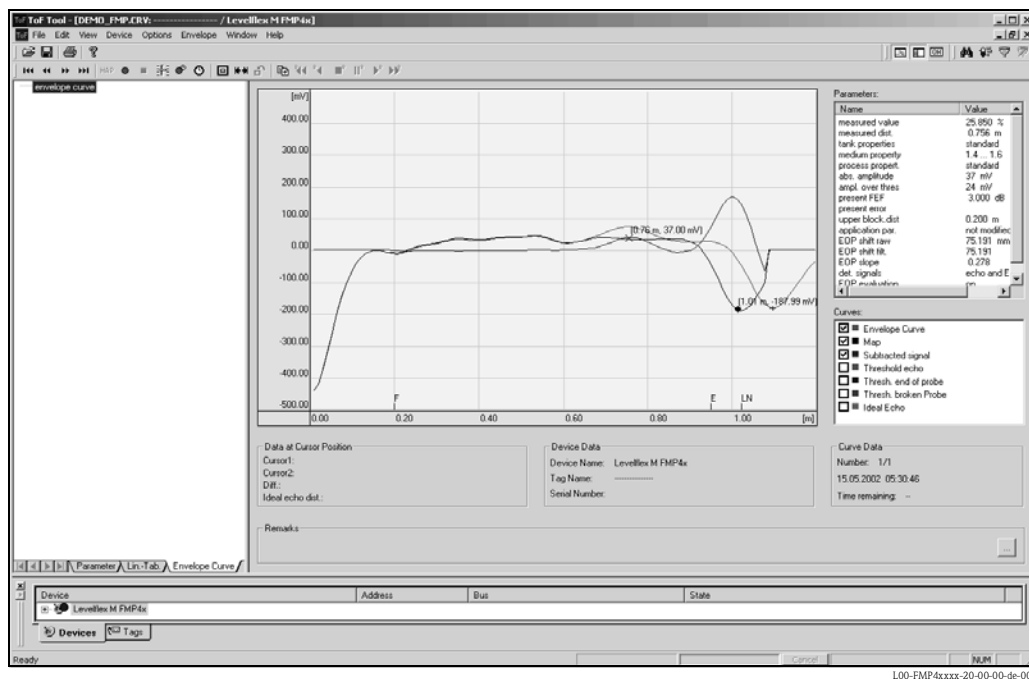 ToF Tool - [DEMO_FMP.CRV: ---------------- / Levelflex M FMP4x]
File Edit View Device Options Envelope Window Help
MAP
envelope curve
[mV]
400.00
300.00
200.00
100.00
0.00
-100.00
-200.00
-300.00
-400.00
-500.00
[0.76 m, 37.00 mV]
[1.01 m, -187.99 mV]
F E LN
0.00 0.20 0.40 0.60 0.80 1.00 [m]
Parameters:
Name Value
measured value 25.850 %
measured dist. 0.756 m
tank properties standard
medium property 1.4 ... 1.6
process propert. standard
abs. amplitude 37 mV
ampl. over thres 24 mV
present FEF 3.000 dB
present error
upper block.dist 0.200 m
application par. not modified
EOP shift raw 75.191 mm
EOP shift filt. 75.191
EOP slope 0.278
det. signals echo and E
EOP evaluation on
Curves:
Envelope Curve
Map
Subtracted signal
Threshold echo
Thresh. end of probe
Thresh. broken Probe
Ideal Echo
Data at Cursor Position
Cursor1:
Cursor2:
Diff.:
Ideal echo dist.:
Device Data
Device Name: Levelflex M FMP4x
Tag Name: -------------
Serial Number:
Curve Data
Number: 1/1
15.05.2002 05:30:46
Time remaining: --
Remarks
...
Parameter Lin.-Tab. Envelope Curve
Device Address Bus State
Levelflex M FMP4x
Devices Tags
Ready Cancel NUM
L00-FMP4xxxx-20-00-00-de-00